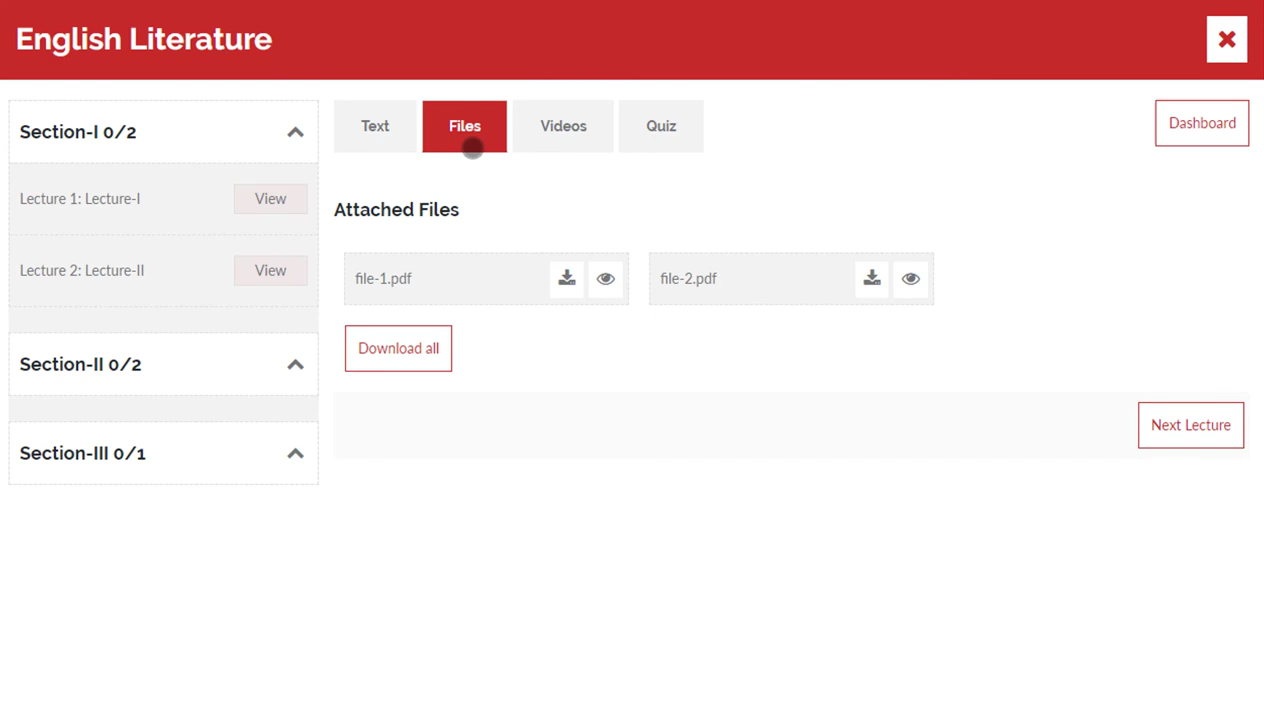 English Literature
Section-I 0/2
Lecture 1: Lecture-I
View
Lecture 2: Lecture-II
View
Section-II 0/2
Section-III 0/1
Text
Files
Videos
Quiz
Dashboard
Attached Files
file-1.pdf
file-2.pdf
Download all
Next Lecture